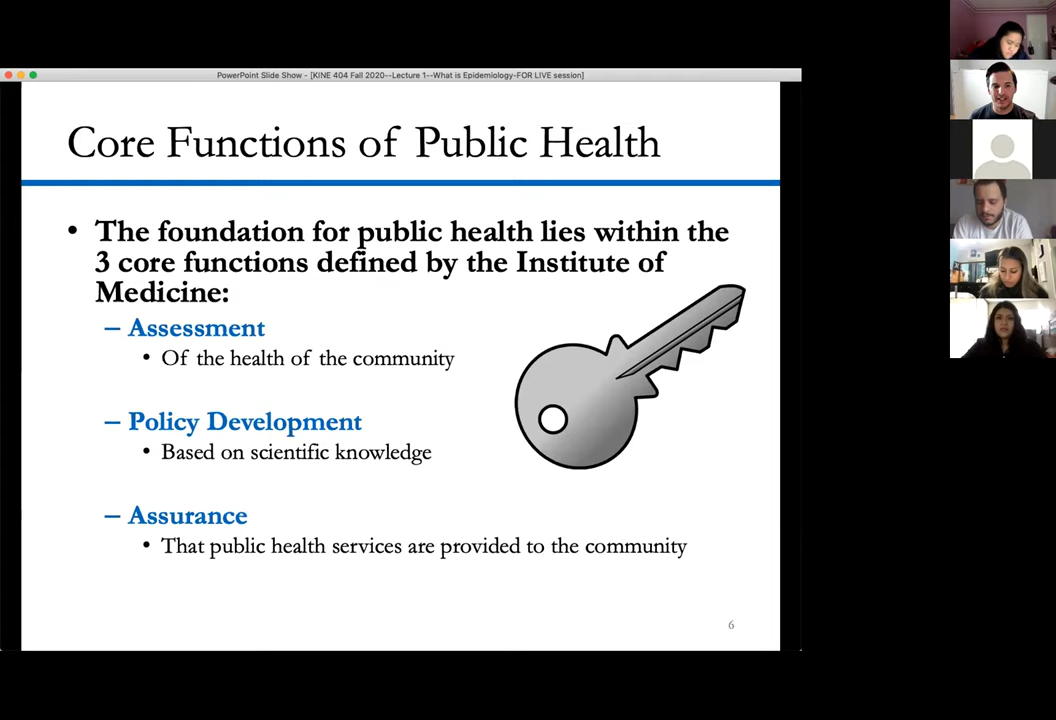 PowerPoint Slide Show - [KINE 404 Fall 2020--Lecture 1--What is Epidemiology-FOR LIVE session]
Core Functions of Public Health
• The foundation for public health lies within the
3 core functions defined by the Institute of
Medicine:
– Assessment
• Of the health of the community
– Policy Development
• Based on scientific knowledge
– Assurance
• That public health services are provided to the community
6